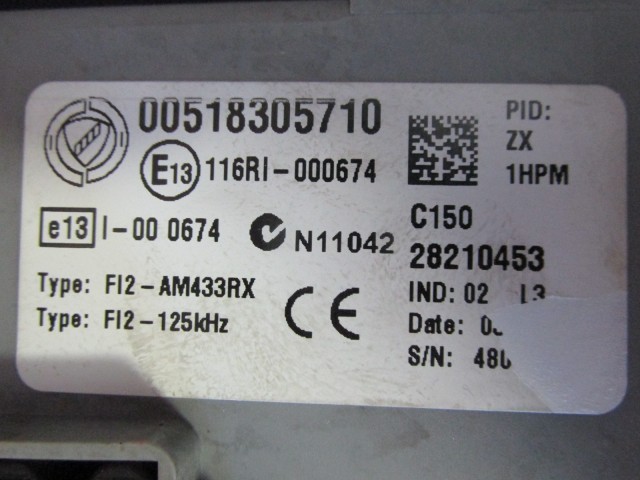 00518305710
PID:
ZX
1HPM
E13 116RI-000674
e13 I-00 0674
N11042
C150
28210453
Type: FI2-AM433RX
Type: FI2-125kHz
CE
IND: 02
Date:
S/N: